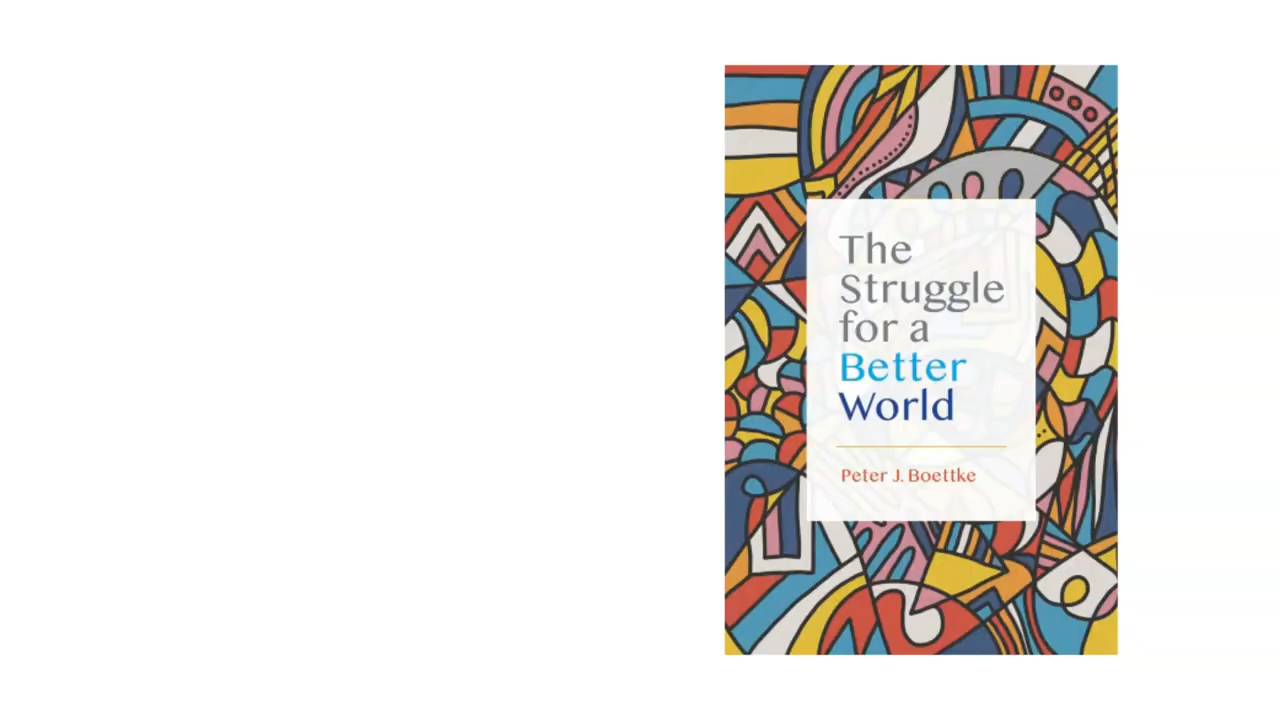 The
Struggle
for a
Better
World
Peter J. Boettke